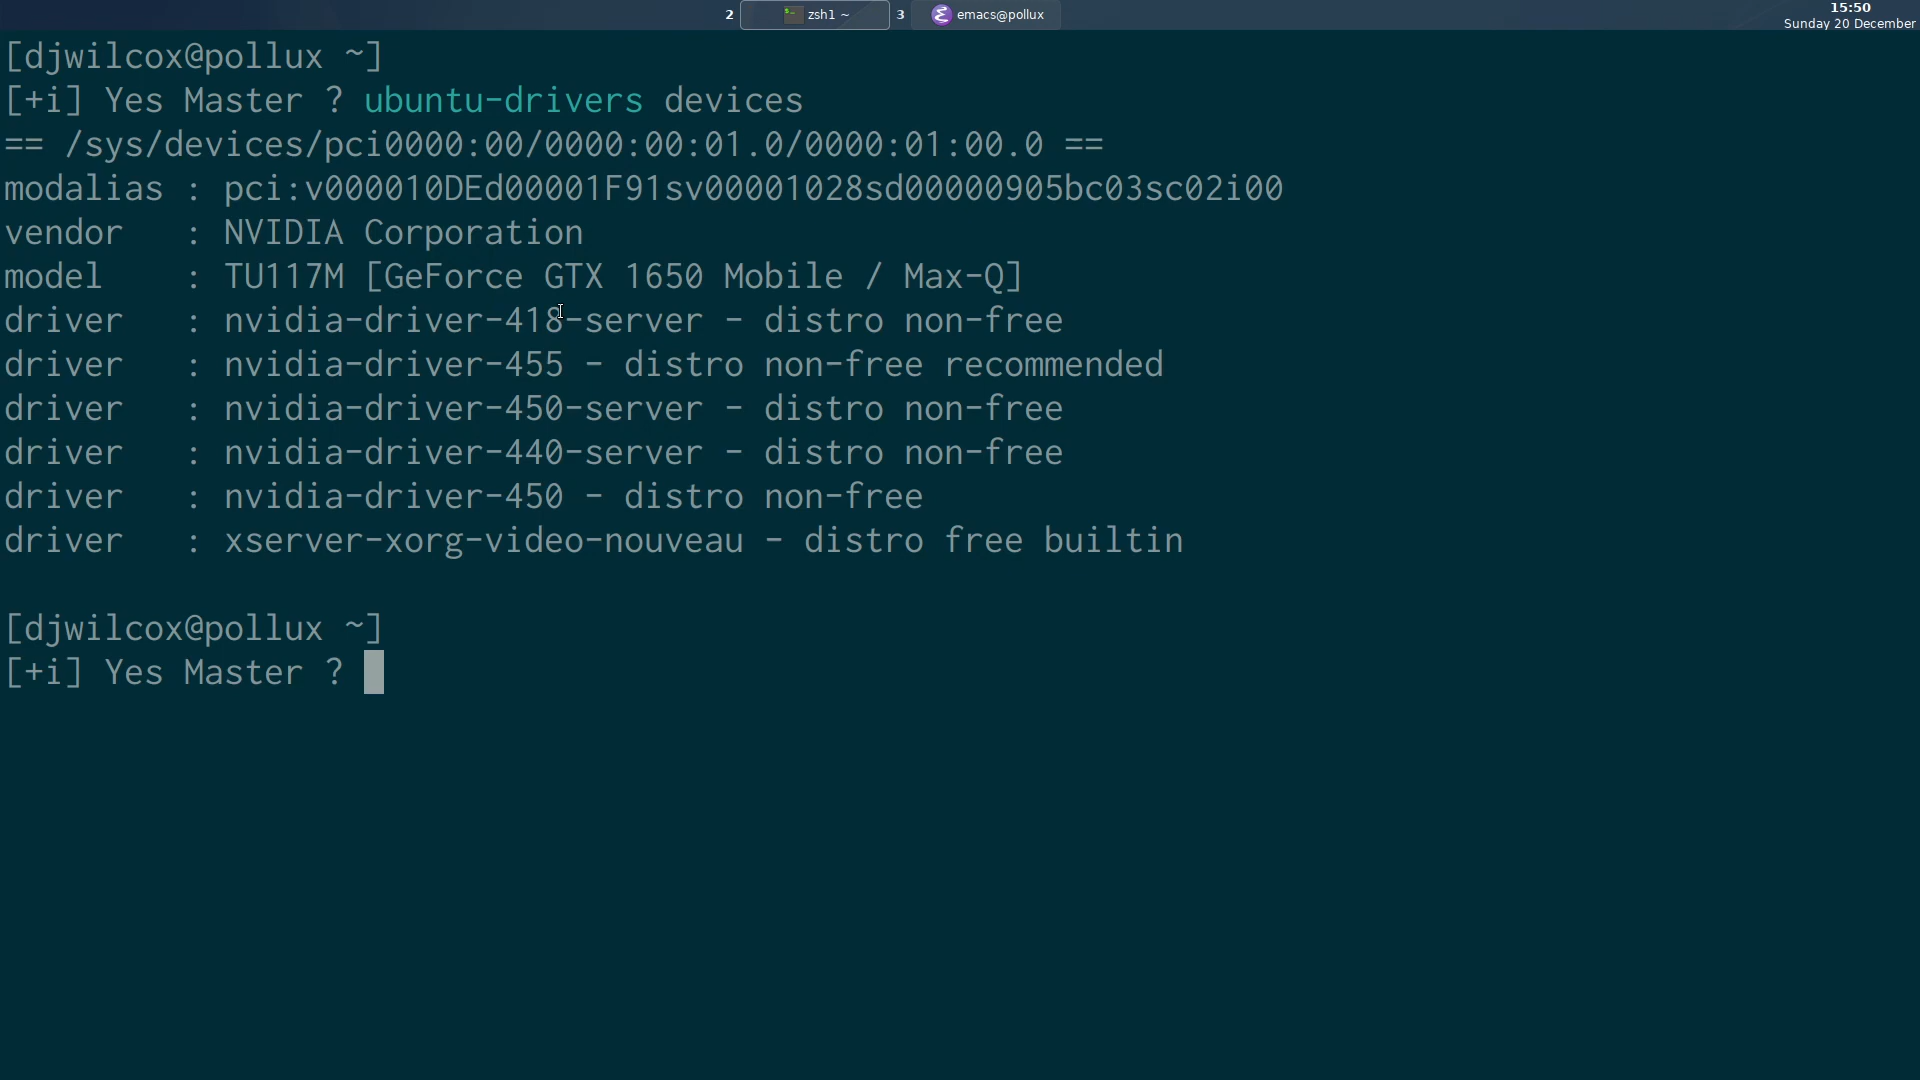 2 zsh1 ~ 3 emacs@pollux 15:50
Sunday 20 December
[djwilcox@pollux ~]
[+i] Yes Master ? ubuntu-drivers devices
== /sys/devices/pci0000:00/0000:00:01.0/0000:01:00.0 ==
modalias : pci:v000010DEd00001F91sv00001028sd00000905bc03sc02i00
vendor   : NVIDIA Corporation
model    : TU117M [GeForce GTX 1650 Mobile / Max-Q]
driver   : nvidia-driver-418-server - distro non-free
driver   : nvidia-driver-455 - distro non-free recommended
driver   : nvidia-driver-450-server - distro non-free
driver   : nvidia-driver-440-server - distro non-free
driver   : nvidia-driver-450 - distro non-free
driver   : xserver-xorg-video-nouveau - distro free builtin
[djwilcox@pollux ~]
[+i] Yes Master ?